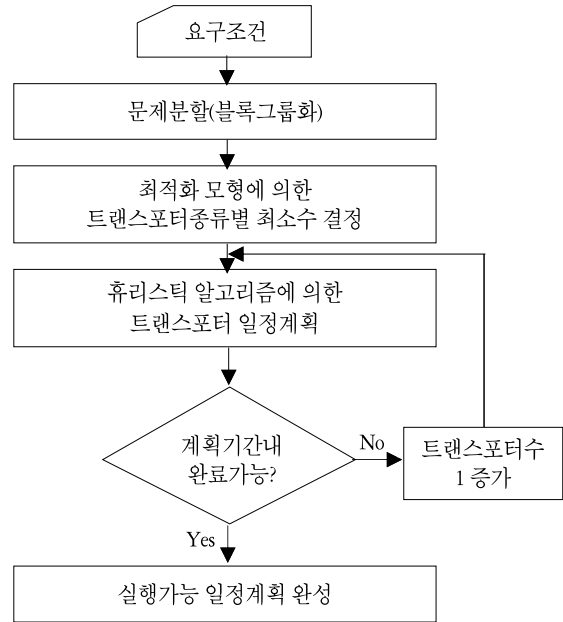 요구조건
문제분할(블록그룹화)
최적화 모형에 의한
트랜스포터종류별 최소수 결정
휴리스틱 알고리즘에 의한
트랜스포터 일정계획
계획기간내
완료가능?
No
트랜스포터수
1 증가
Yes
실행가능 일정계획 완성